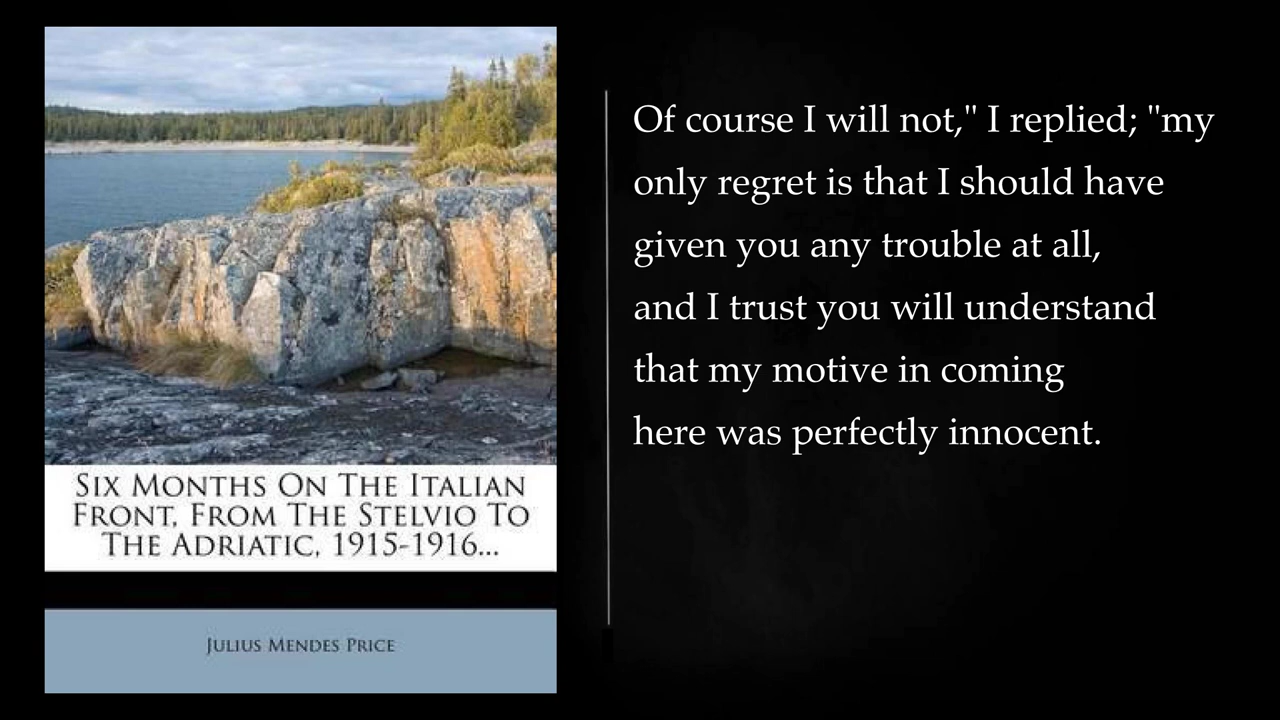 Of course I will not," I replied; "my
only regret is that I should have
given you any trouble at all,
and I trust you will understand
that my motive in coming
here was perfectly innocent.
Six Months On The Italian
Front, From The Stelvio To
The Adriatic, 1915-1916...
Julius Mendes Price